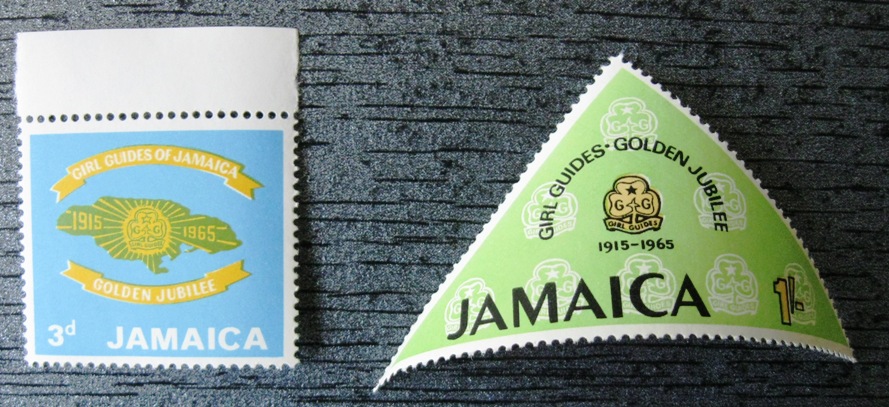 GIRL GUIDES OF JAMAICA
1915 1965
GOLDEN JUBILEE
3d JAMAICA
GIRL GUIDES · GOLDEN JUBILEE
G G
GIRL GUIDES
1915-1965
JAMAICA 1/-